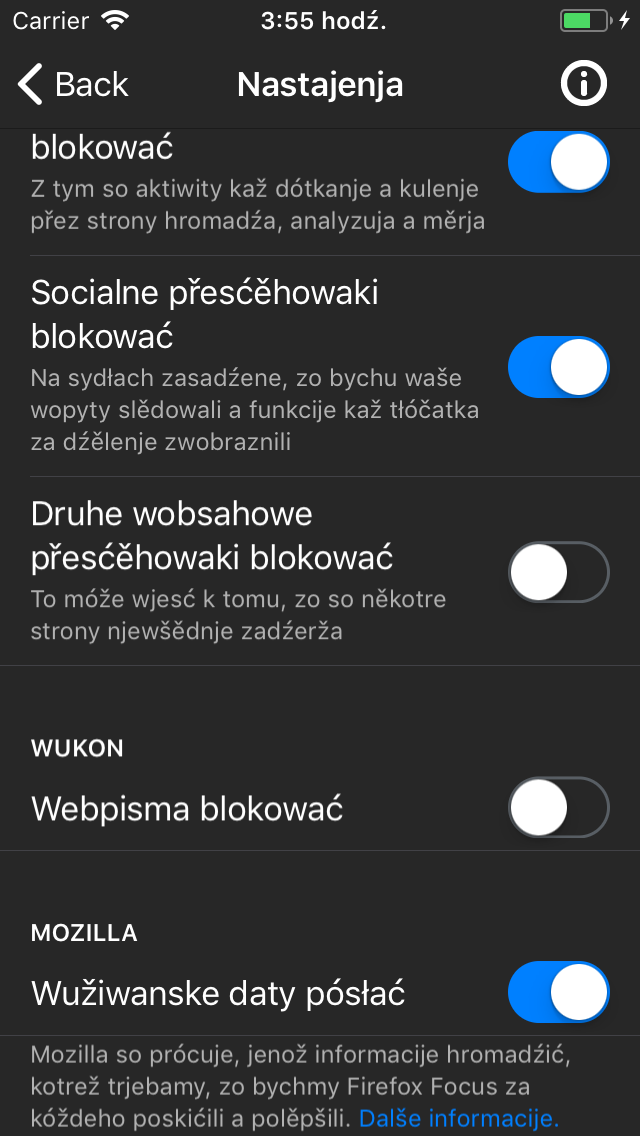 Carrier 3:55 hodź.
Back Nastajenja
blokować
Z tym so aktiwity kaž dótkanje a kulenje
přez strony hromadźa, analyzuja a měrja
Socialne přesćěhowaki
blokować
Na sydłach zasadźene, zo bychu waše
wopyty slědowali a funkcije kaž tłóčatka
za dźělenje zwobraznili
Druhe wobsahowe
přesćěhowaki blokować
To móže wjesć k tomu, zo so někotre
strony njewšědnje zadźerža
WUKON
Webpisma blokować
MOZILLA
Wužiwanske daty pósłać
Mozilla so prócuje, jenož informacije hromadźić,
kotrež trjebamy, zo bychmy Firefox Focus za
kóždeho poskićili a polěpšili. Dalše informacije.